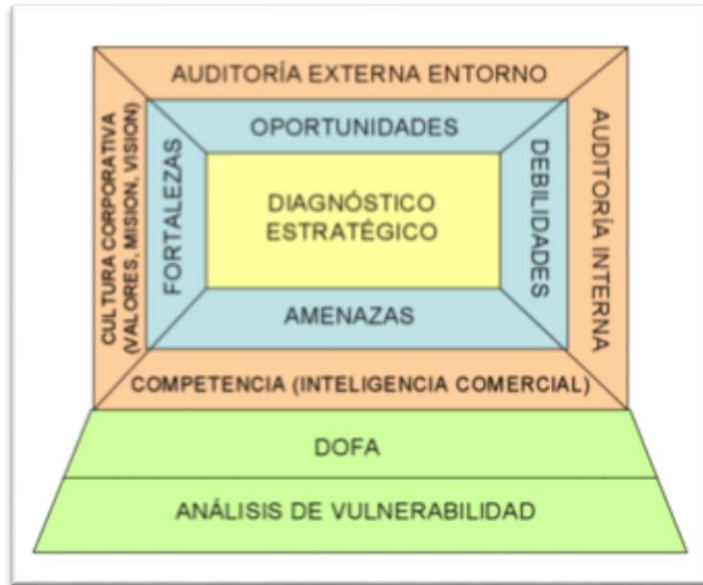 AUDITORÍA EXTERNA ENTORNO
OPORTUNIDADES
CULTURA CORPORATIVA
(VALORES, MISION, VISION)
FORTALEZAS
DIAGNÓSTICO
ESTRATÉGICO
DEBILIDADES
AUDITORÍA INTERNA
AMENAZAS
COMPETENCIA (INTELIGENCIA COMERCIAL)
DOFA
ANÁLISIS DE VULNERABILIDAD